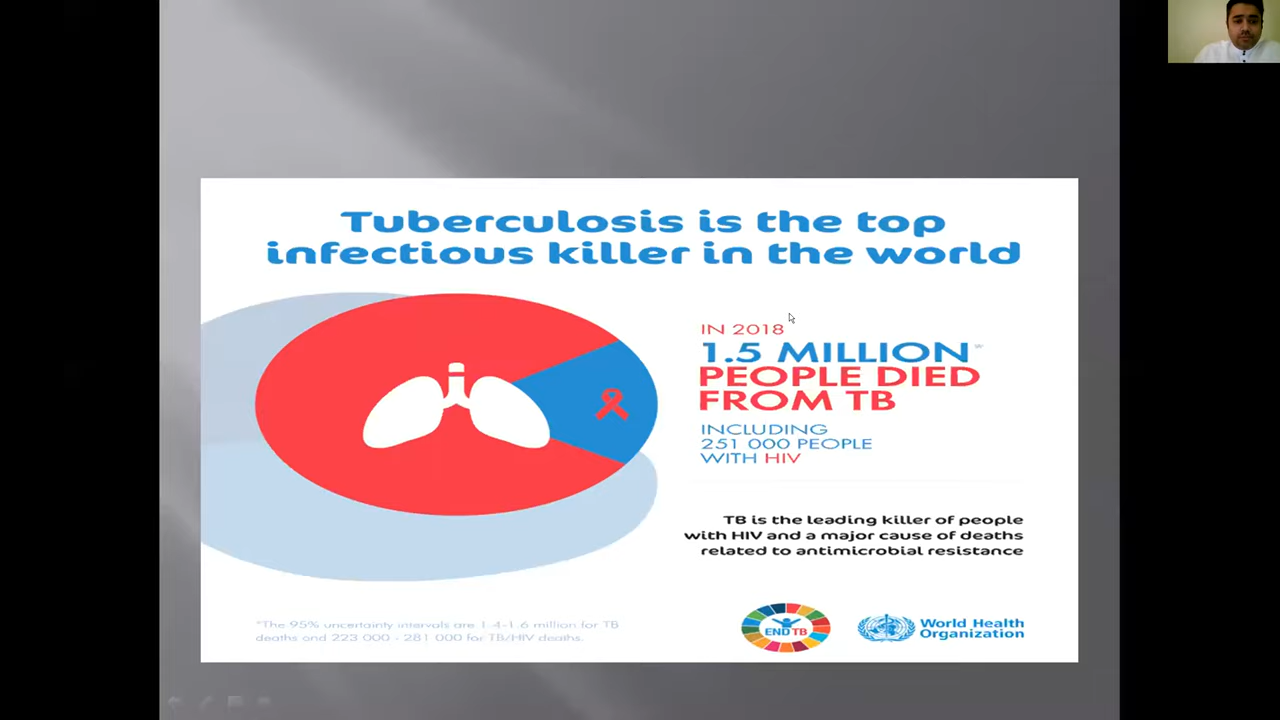 Tuberculosis is the top
infectious killer in the world
IN 2018
1.5 MILLION*
PEOPLE DIED
FROM TB
INCLUDING
251 000 PEOPLE
WITH HIV
TB is the leading killer of people
with HIV and a major cause of deaths
related to antimicrobial resistance
*The 95% uncertainty intervals are 1.4-1.6 million for TB
deaths and 223 000 - 281 000 for TB/HIV deaths.
END TB
World Health
Organization